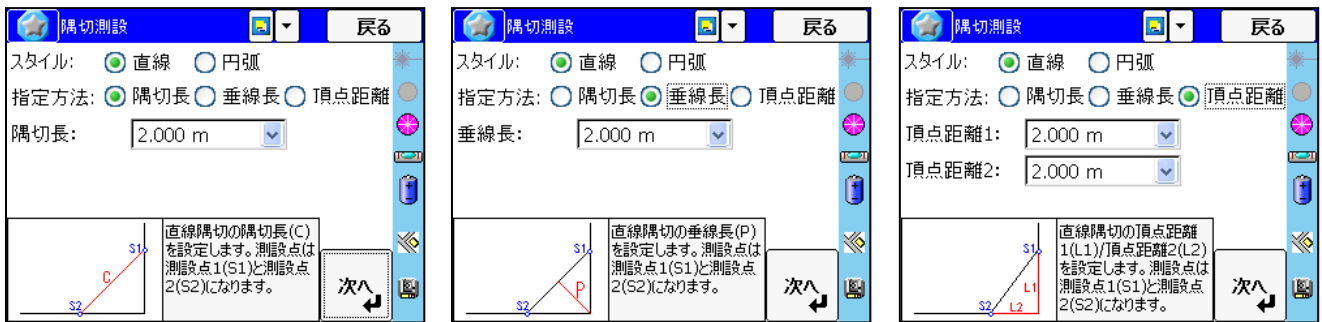 隅切測設
戻る
スタイル: 直線 円弧
指定方法: 隅切長 垂線長 頂点距離
隅切長: 2.000 m
S1
C
S2
直線隅切の隅切長(C)
を設定します。測設点は
測設点1(S1)と測設点
2(S2)になります。
次へ
隅切測設
戻る
スタイル: 直線 円弧
指定方法: 隅切長 垂線長 頂点距離
垂線長: 2.000 m
S1
P
S2
直線隅切の垂線長(P)
を設定します。測設点は
測設点1(S1)と測設点
2(S2)になります。
次へ
隅切測設
戻る
スタイル: 直線 円弧
指定方法: 隅切長 垂線長 頂点距離
頂点距離1: 2.000 m
頂点距離2: 2.000 m
S1
L1
S2 L2
直線隅切の頂点距離
1(L1)/頂点距離2(L2)
を設定します。測設点は
測設点1(S1)と測設点
2(S2)になります。
次へ